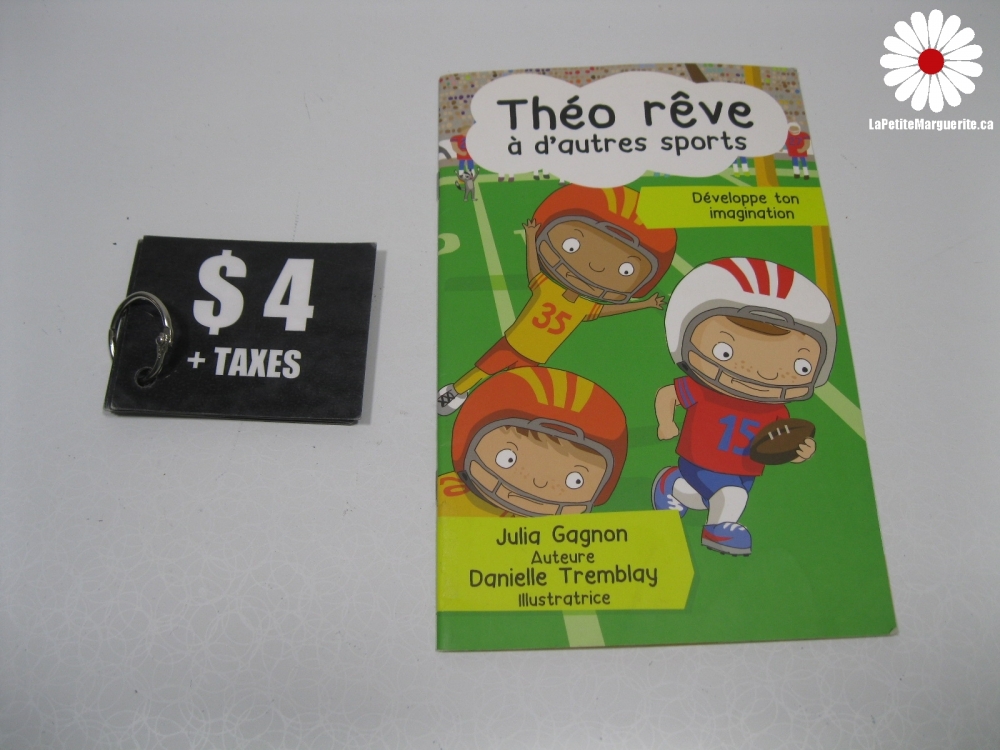 LaPetiteMarguerite.ca
$ 4
+ TAXES
Théo rêve
à d'autres sports
Développe ton
imagination
35
15
Julia Gagnon
Auteure
Danielle Tremblay
Illustratrice